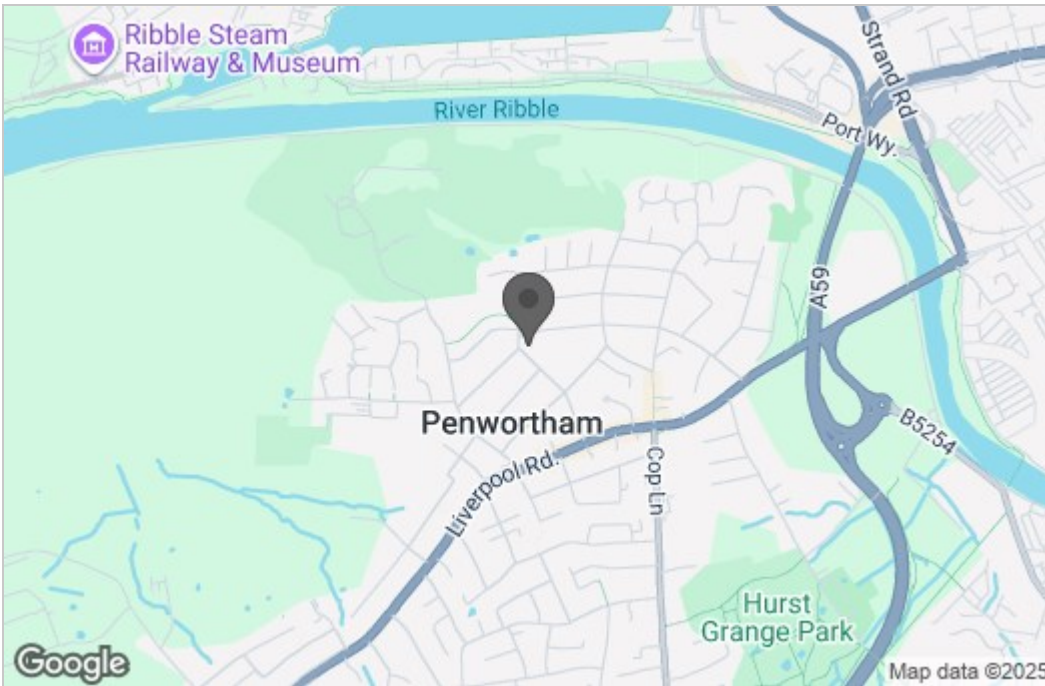 Ribble Steam
Railway & Museum
River Ribble
Strand Rd
Port Wy.
A59
Penwortham
Liverpool Rd.
Cop Ln
B5254
Hurst
Grange Park
Google
Map data ©2025